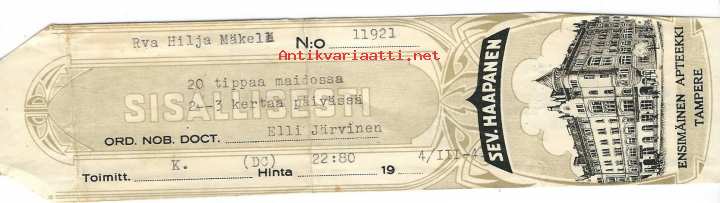 Rva Hilja Mäkelä N:o 11921
Antikvariaatti.net
20 tippaa maidossa
SISÄLLISESTI
2--3 kertaa päivässä
ORD. NOB. DOCT. Elli Järvinen
Toimitt. K. (DC) Hinta 22:80 19 4/III-4
SEV. HAAPANEN
ENSIMÄINEN APTEEKKI
TAMPERE